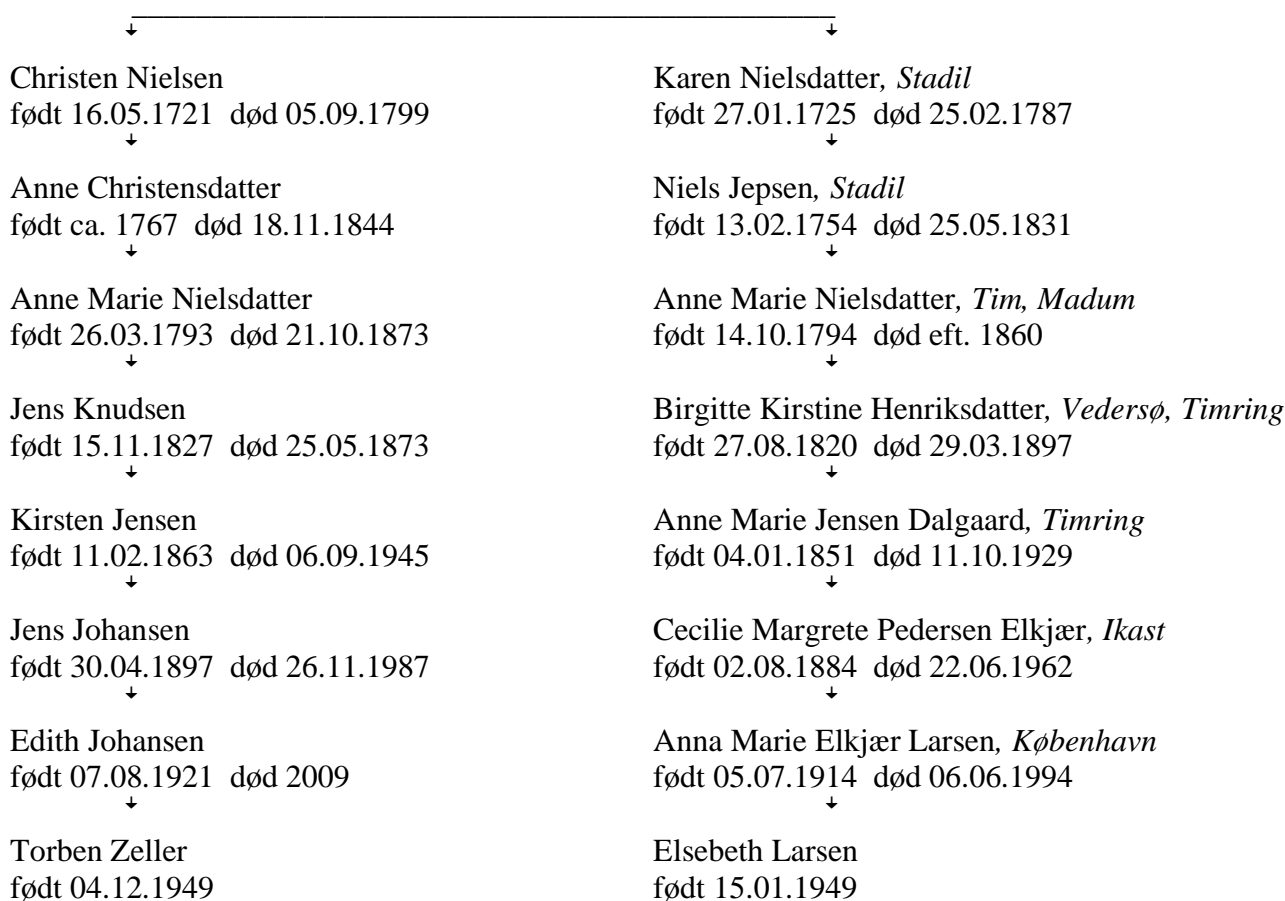 Christen Nielsen
født 16.05.1721 død 05.09.1799
Anne Christensdatter
født ca. 1767 død 18.11.1844
Anne Marie Nielsdatter
født 26.03.1793 død 21.10.1873
Jens Knudsen
født 15.11.1827 død 25.05.1873
Kirsten Jensen
født 11.02.1863 død 06.09.1945
Jens Johansen
født 30.04.1897 død 26.11.1987
Edith Johansen
født 07.08.1921 død 2009
Torben Zeller
født 04.12.1949
Karen Nielsdatter, Stadil
født 27.01.1725 død 25.02.1787
Niels Jepsen, Stadil
født 13.02.1754 død 25.05.1831
Anne Marie Nielsdatter, Tim, Madum
født 14.10.1794 død eft. 1860
Birgitte Kirstine Henriksdatter, Vedersø, Timring
født 27.08.1820 død 29.03.1897
Anne Marie Jensen Dalgaard, Timring
født 04.01.1851 død 11.10.1929
Cecilie Margrete Pedersen Elkjær, Ikast
født 02.08.1884 død 22.06.1962
Anna Marie Elkjær Larsen, København
født 05.07.1914 død 06.06.1994
Elsebeth Larsen
født 15.01.1949